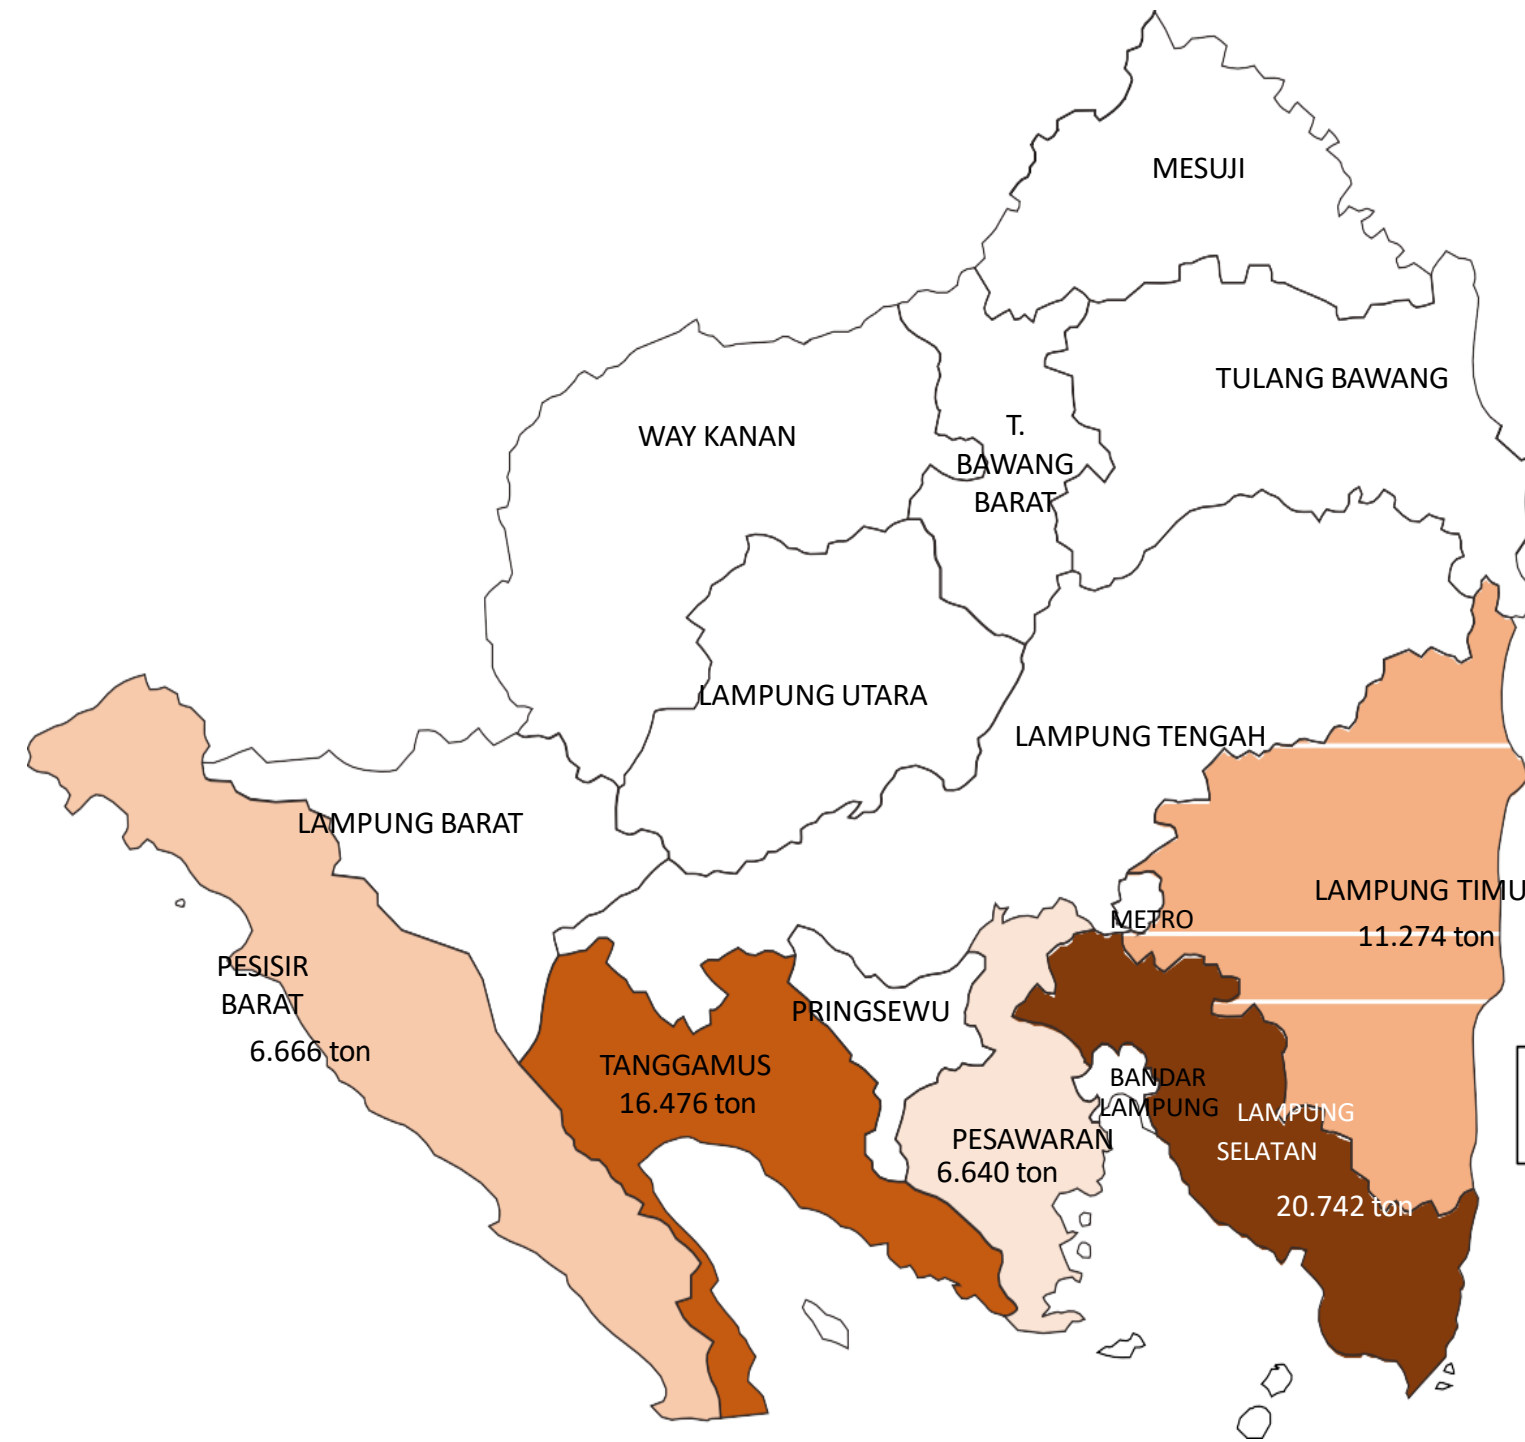 MESUJI
TULANG BAWANG
WAY KANAN
T.
BAWANG
BARAT
LAMPUNG UTARA
LAMPUNG TENGAH
LAMPUNG BARAT
LAMPUNG TIMU
11.274 ton
METRO
PESISIR
BARAT
6.666 ton
PRINGSEWU
TANGGAMUS
16.476 ton
BANDAR
LAMPUNG
LAMPUNG
SELATAN
20.742 ton
PESAWARAN
6.640 ton